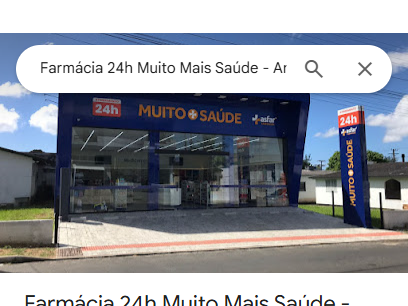 Farmácia 24h Muito Mais Saúde - Ar
24h
MUITO SAÚDE
asfar
24h
asfar
MUITO SAÚDE
Farmácia 24h Muito Mais Saúde -